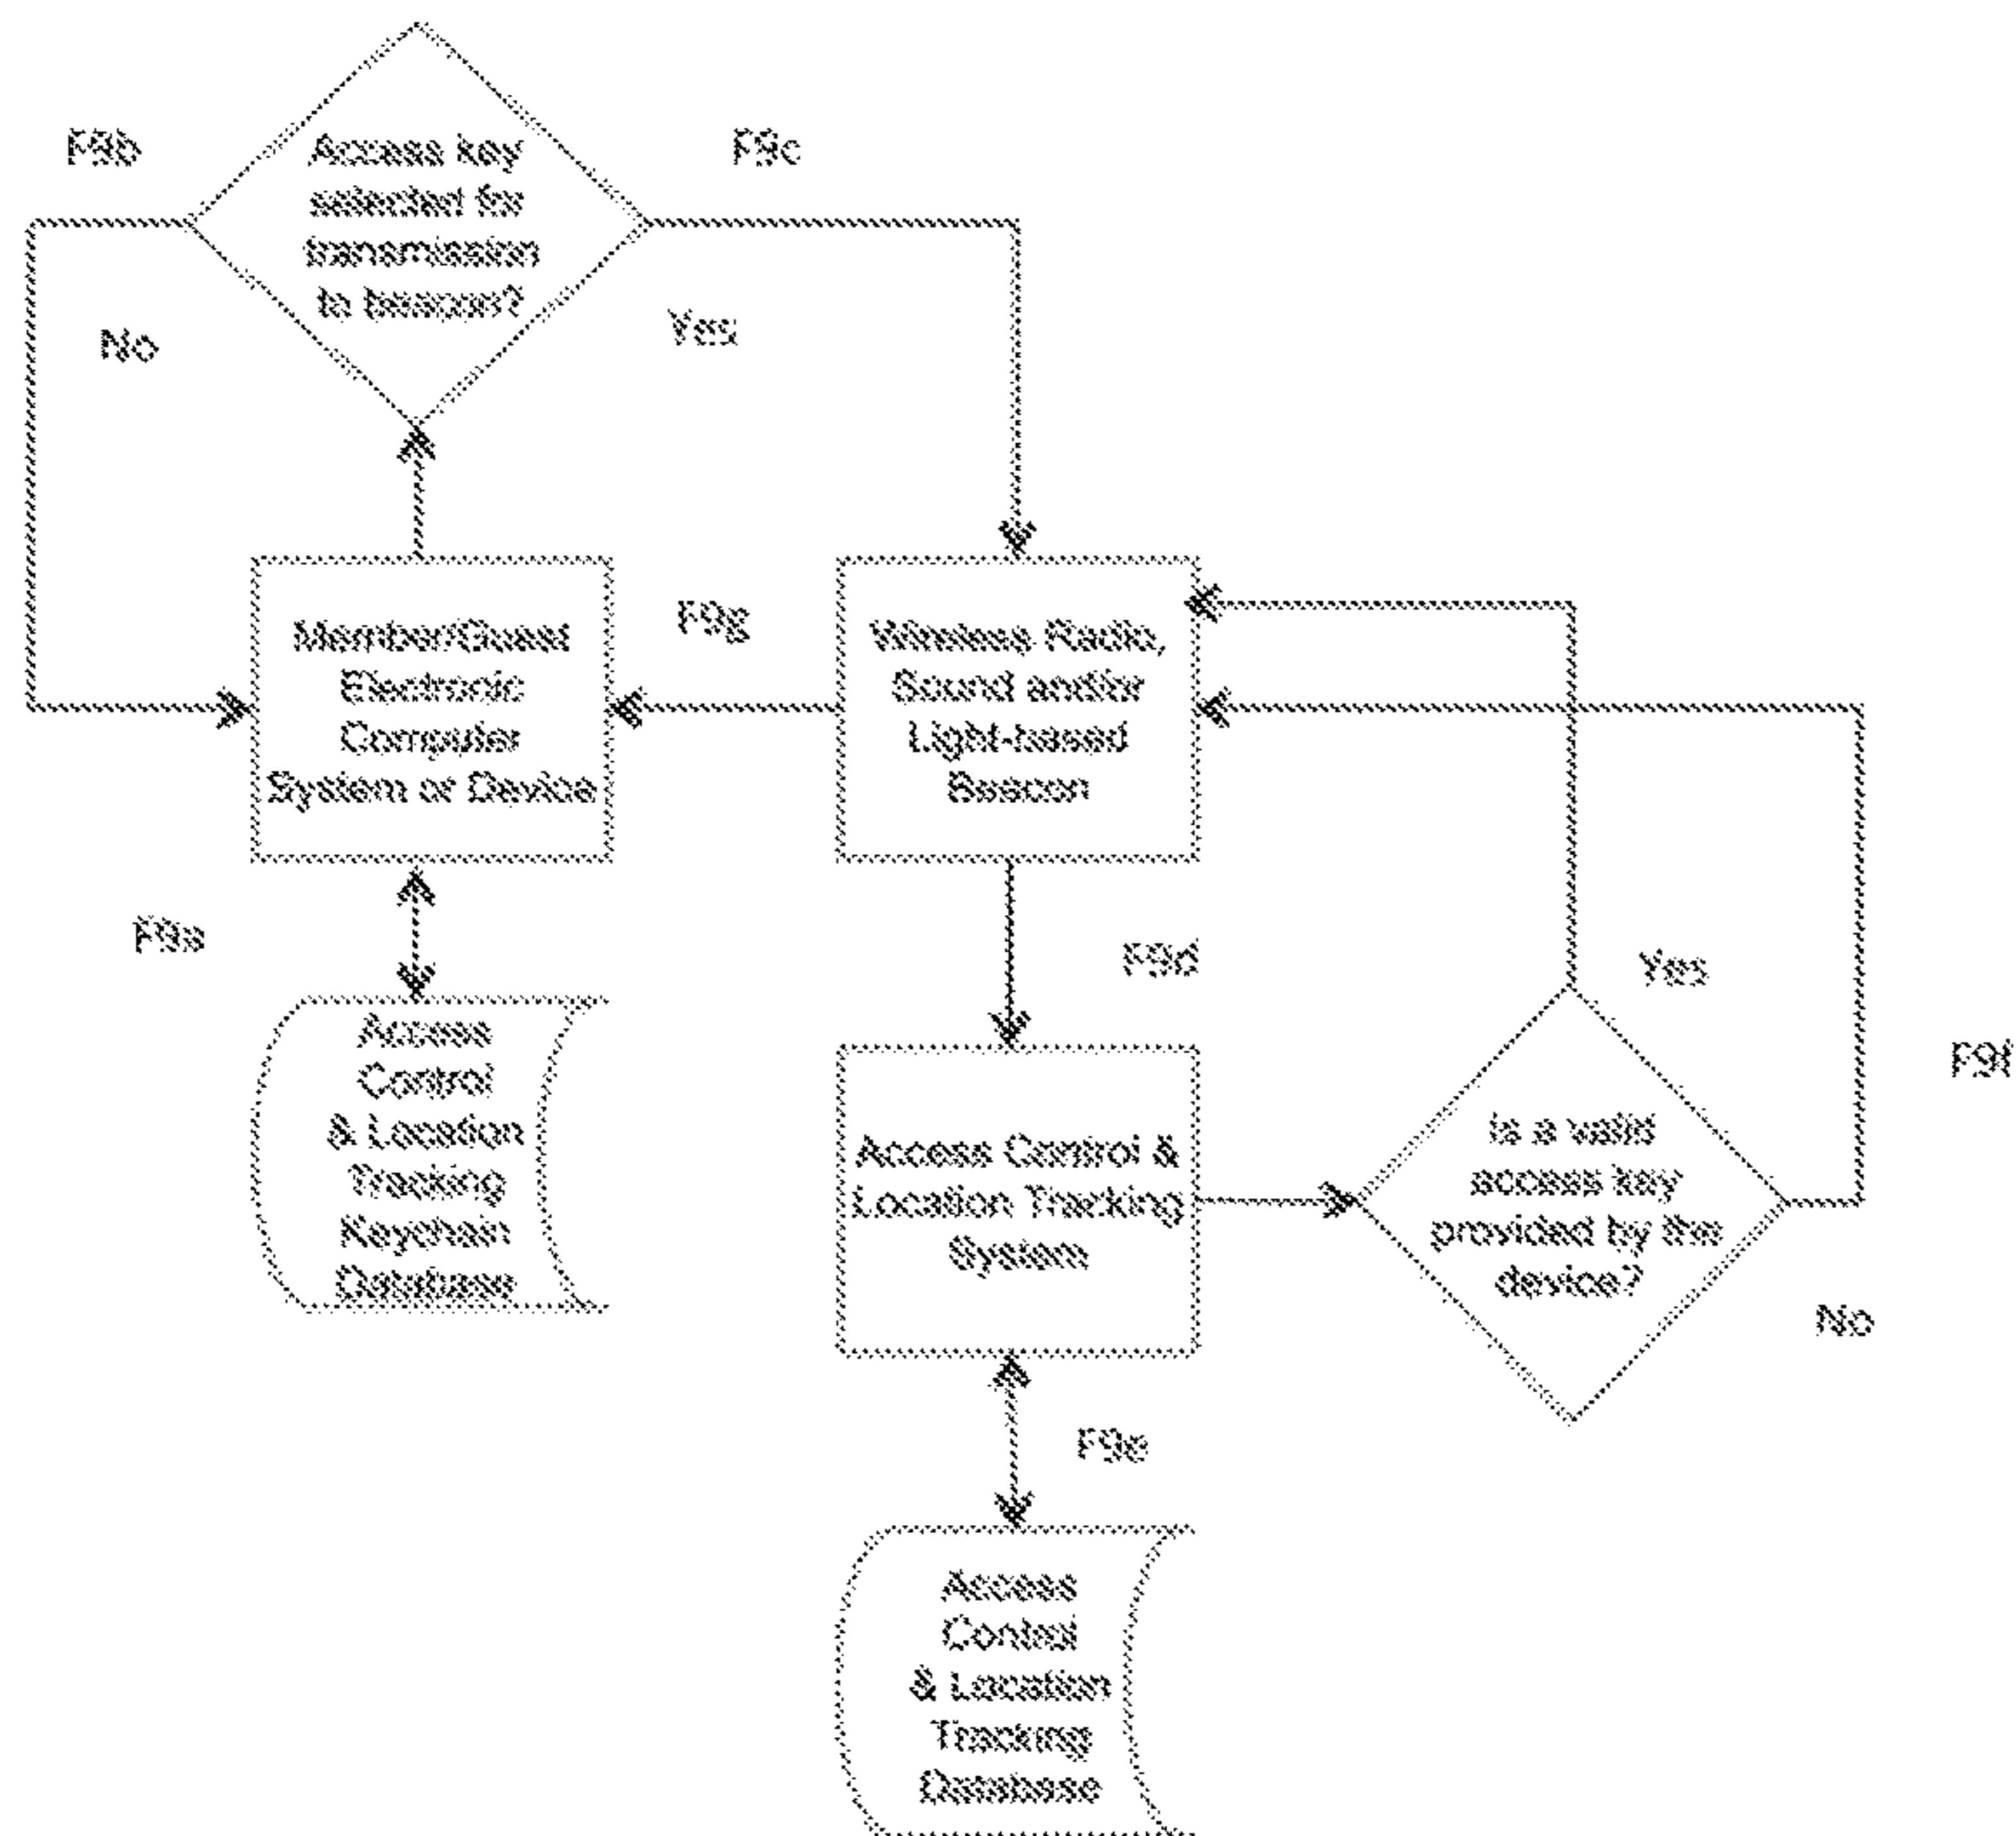 F9b
Access key
selected for
transmission
to beacon?
F9c
No
Yes
Member/Guest
Electronic
Computer
System or Device
F9g
Wireless Radio,
Sound and/or
Light-based
Beacon
F9a
F9d
Yes
F9f
Access
Control
& Location
Tracking
Keychain
Database
Access Control &
Location Tracking
System
Is a valid
access key
provided by the
device?
No
F9e
Access
Control
& Location
Tracking
Database